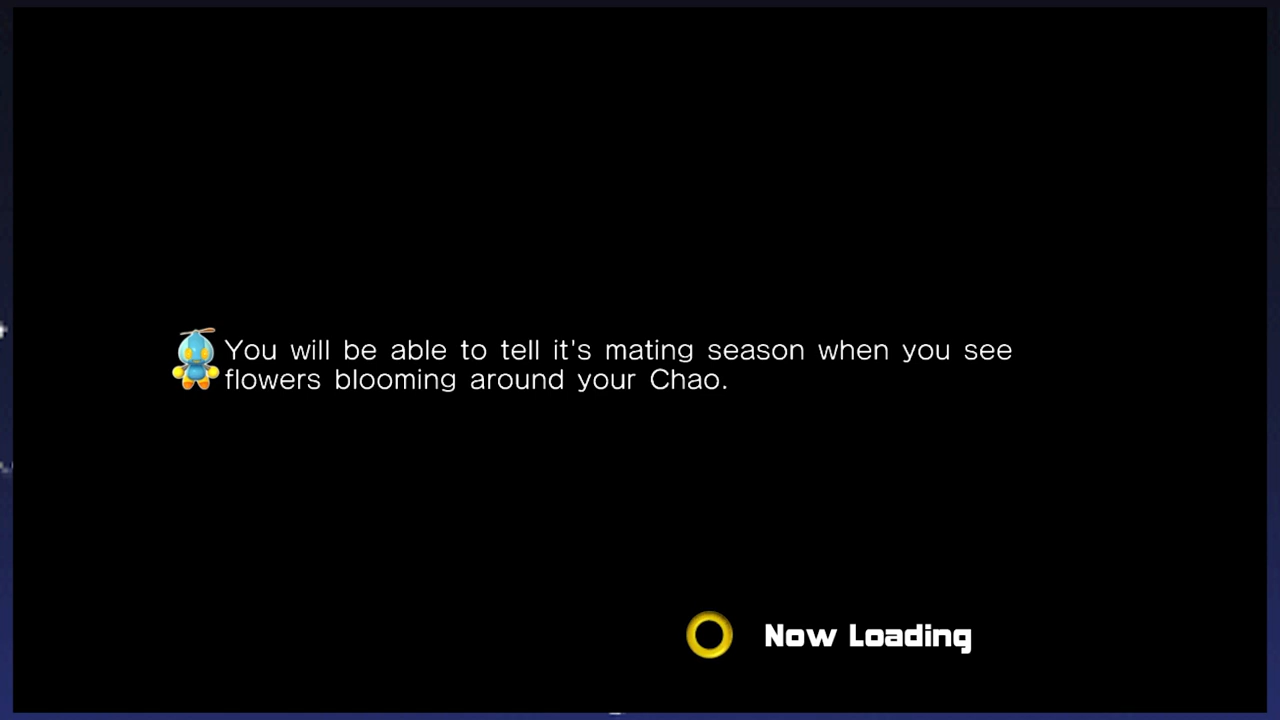 You will be able to tell it's mating season when you see
flowers blooming around your Chao.
Now Loading